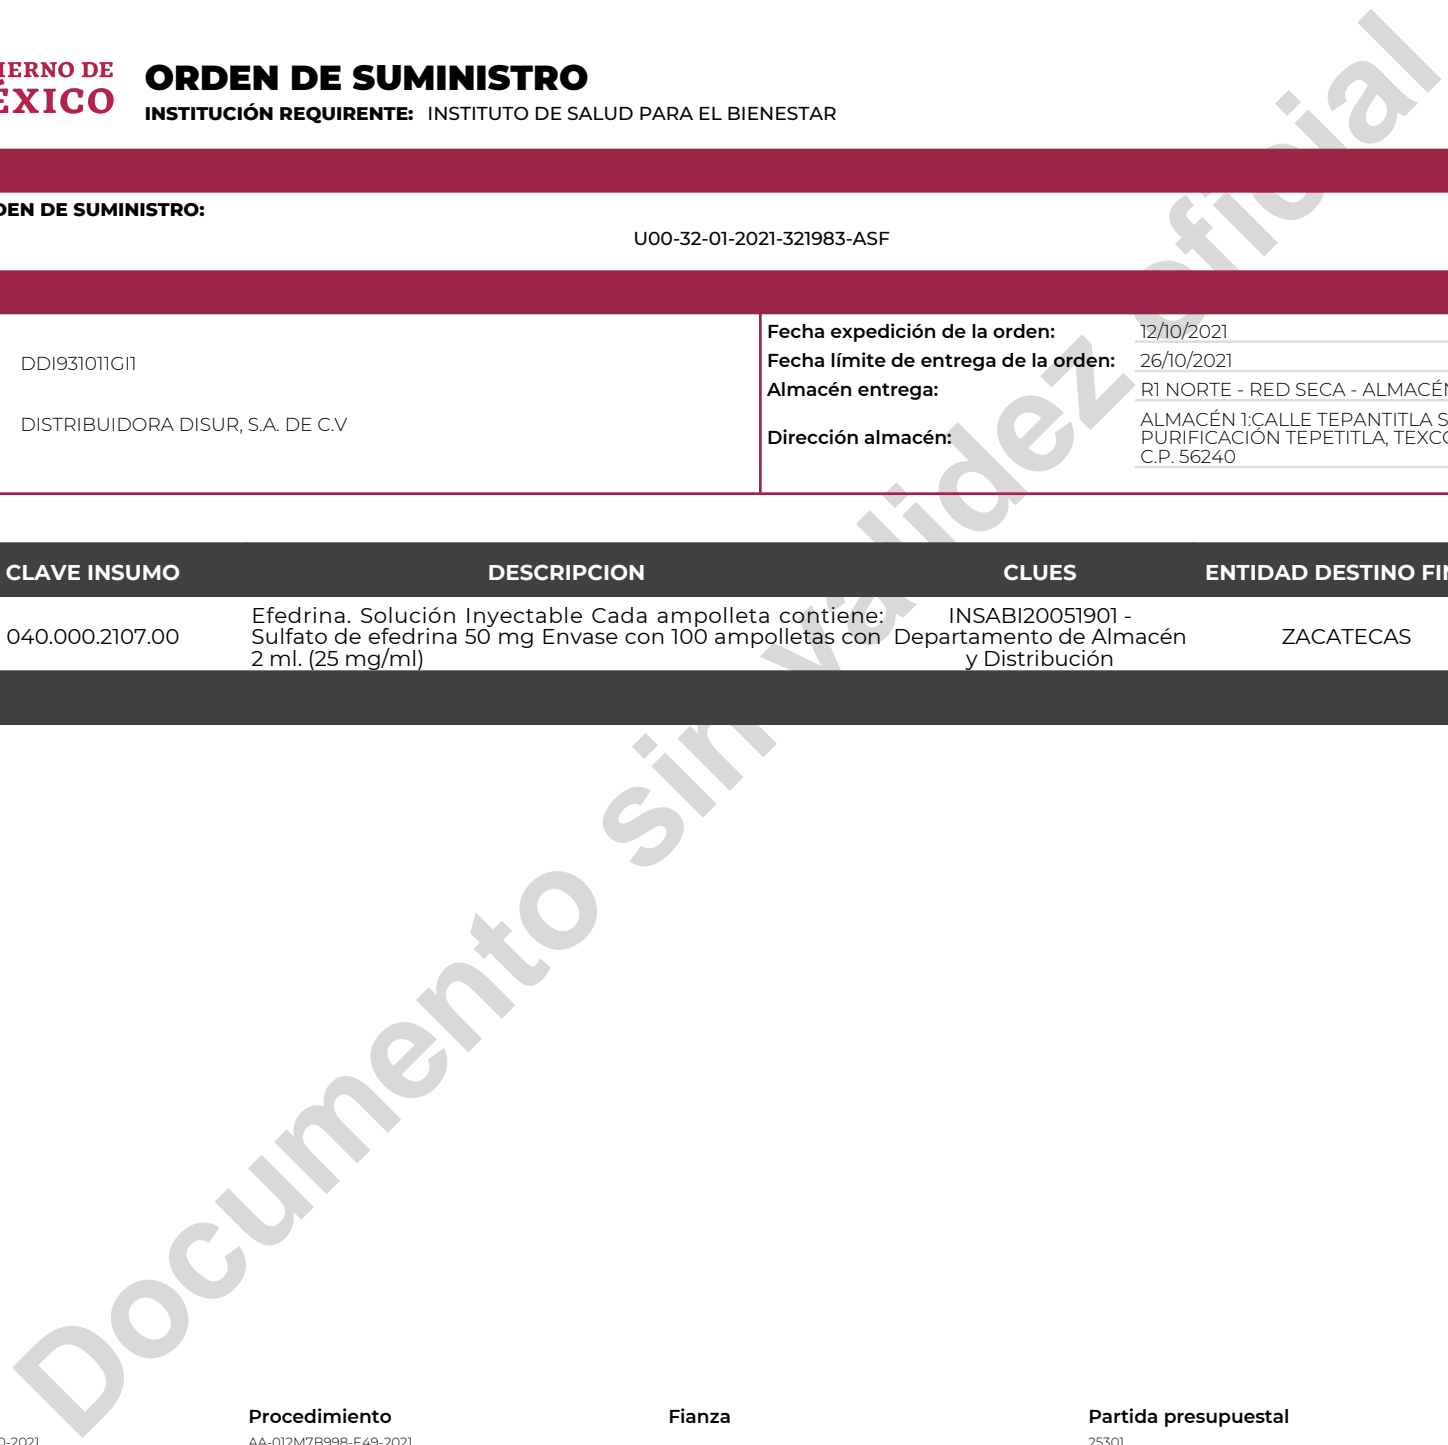 IERNO DE
ÉXICO
ORDEN DE SUMINISTRO
INSTITUCIÓN REQUIRENTE: INSTITUTO DE SALUD PARA EL BIENESTAR
DEN DE SUMINISTRO:
U00-32-01-2021-321983-ASF
DDI931011GI1
DISTRIBUIDORA DISUR, S.A. DE C.V
Fecha expedición de la orden: 12/10/2021
Fecha límite de entrega de la orden: 26/10/2021
Almacén entrega: R1 NORTE - RED SECA - ALMACÉN
Dirección almacén: ALMACÉN 1:CALLE TEPANTITLA S
PURIFICACIÓN TEPETITLA, TEXCO
C.P. 56240
CLAVE INSUMO DESCRIPCION CLUES ENTIDAD DESTINO FIN
040.000.2107.00
Efedrina. Solución Inyectable Cada ampolleta contiene:
Sulfato de efedrina 50 mg Envase con 100 ampolletas con
2 ml. (25 mg/ml)
INSABI20051901 -
Departamento de Almacén
y Distribución
ZACATECAS
Documento sin validez oficial
Procedimiento Fianza Partida presupuestal
0-2021 AA-012M7B998-E49-2021 25301